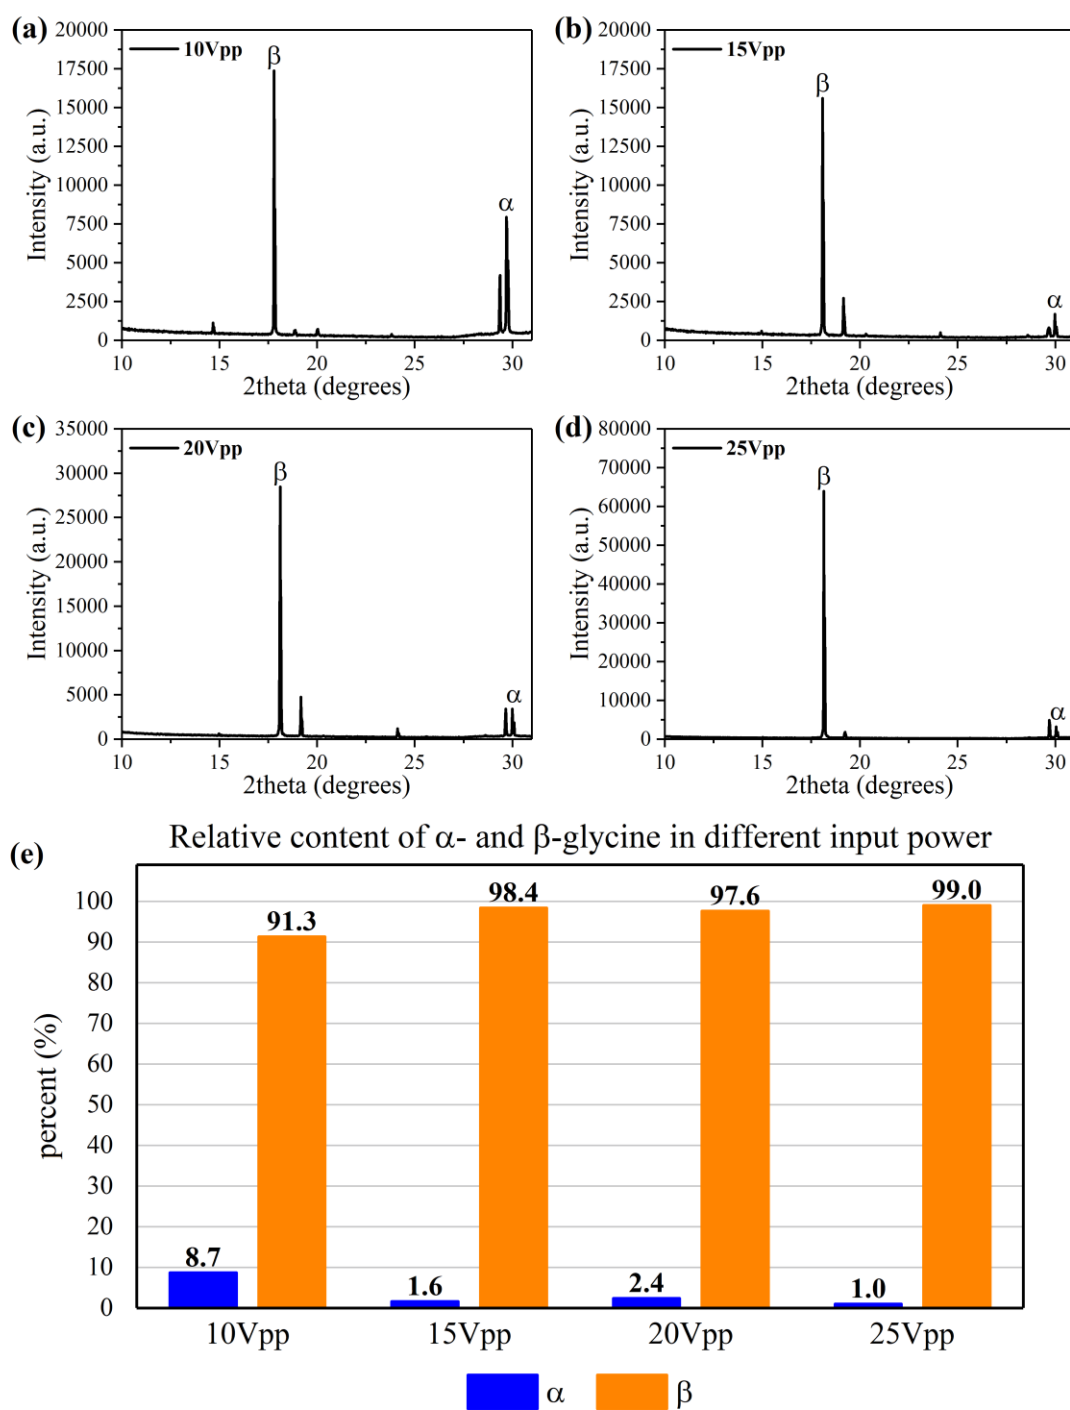 (a)
20000
17500
15000
12500
10000
7500
5000
2500
0
Intensity (a.u.)
10Vpp
β
α
10 15 20 25 30
2theta (degrees)
(b)
20000
17500
15000
12500
10000
7500
5000
2500
0
Intensity (a.u.)
15Vpp
β
α
10 15 20 25 30
2theta (degrees)
(c)
35000
30000
25000
20000
15000
10000
5000
0
Intensity (a.u.)
20Vpp
β
α
10 15 20 25 30
2theta (degrees)
(d)
80000
70000
60000
50000
40000
30000
20000
10000
0
Intensity (a.u.)
25Vpp
β
α
10 15 20 25 30
2theta (degrees)
(e)
Relative content of α- and β-glycine in different input power
100
90
80
70
60
50
40
30
20
10
0
percent (%)
91.3 98.4 97.6 99.0
8.7 1.6 2.4 1.0
10Vpp 15Vpp 20Vpp 25Vpp
α β